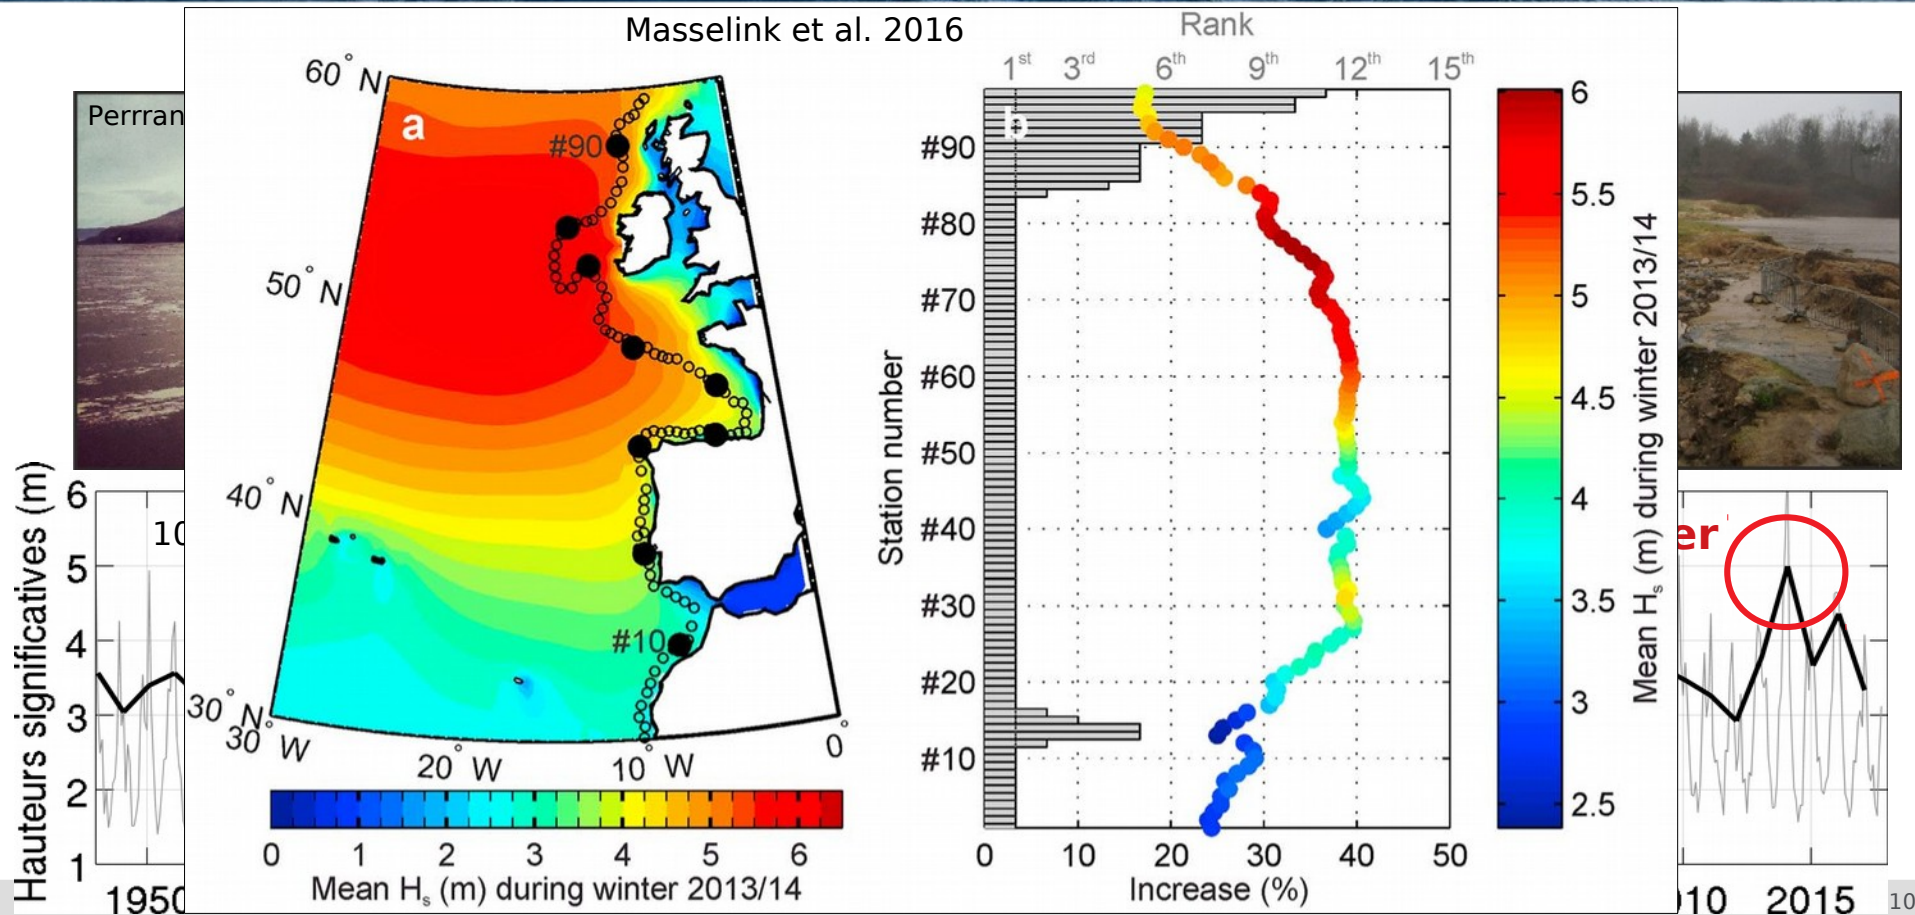 Masselink et al. 2016
Perrran
Hauteurs significatives (m)
6
5
4
3
2
1
10
1950
60° N
50° N
40° N
30° N
30° W
20° W
10° W
0°
a
#90
#10
0 1 2 3 4 5 6
Mean Hs (m) during winter 2013/14
Rank
1st 3rd 6th 9th 12th 15th
b
Station number
#90
#80
#70
#60
#50
#40
#30
#20
#10
0 10 20 30 40 50
Increase (%)
6
5.5
5
4.5
4
3.5
3
2.5
Mean Hs (m) during winter 2013/14
er
010 2015
10